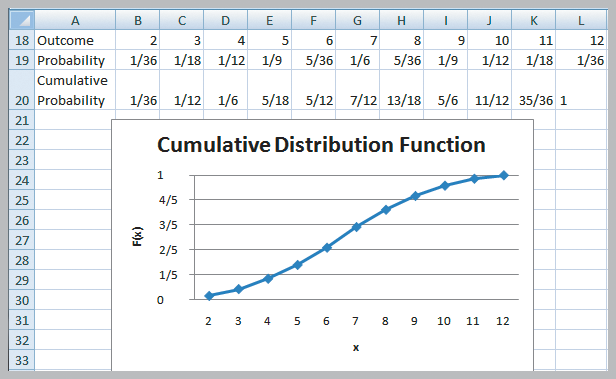 A B C D E F G H I J K L
18 Outcome 2 3 4 5 6 7 8 9 10 11 12
19 Probability 1/36 1/18 1/12 1/9 5/36 1/6 5/36 1/9 1/12 1/18 1/36
Cumulative
20 Probability 1/36 1/12 1/6 5/18 5/12 7/12 13/18 5/6 11/12 35/36 1
21
22
23
24
25
26
27
28
29
30
31
32
33
Cumulative Distribution Function
1
4/5
3/5
2/5
1/5
0
F(x)
2 3 4 5 6 7 8 9 10 11 12
x